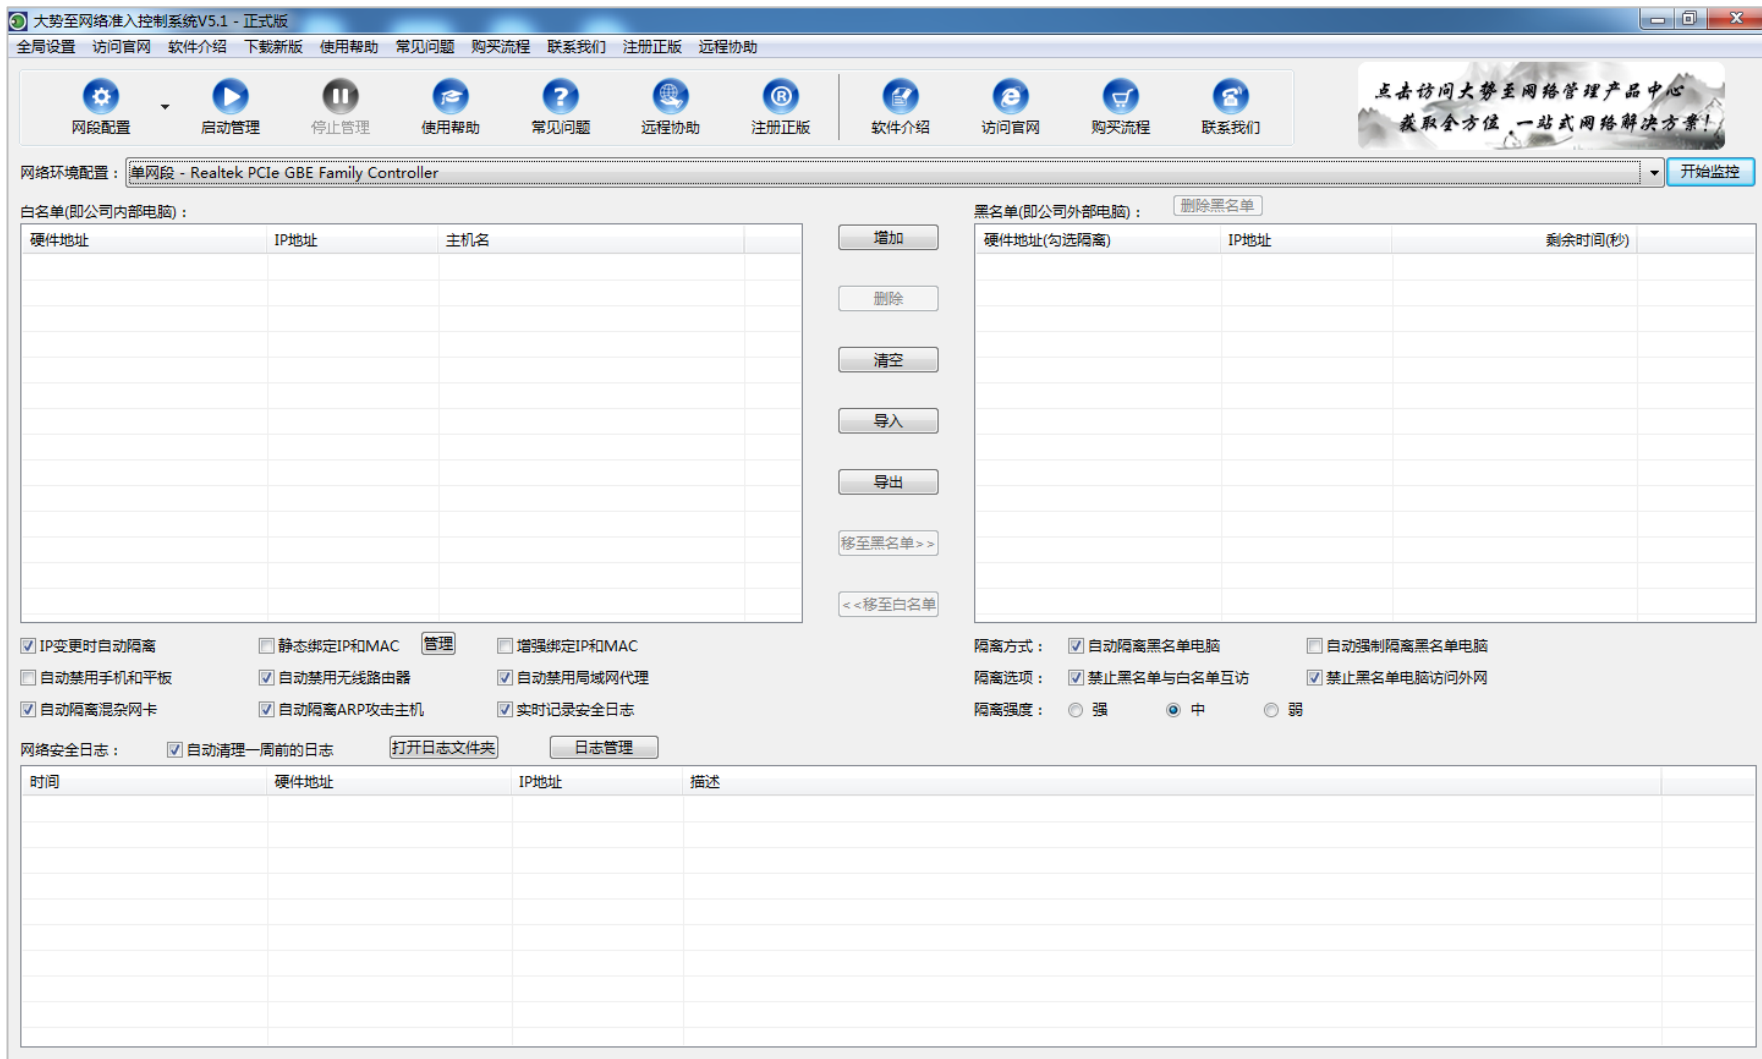 大势至网络准入控制系统V5.1 - 正式版
全局设置 访问官网 软件介绍 下载新版 使用帮助 常见问题 购买流程 联系我们 注册正版 远程协助
网段配置 启动管理 停止管理 使用帮助 常见问题 远程协助 注册正版 软件介绍 访问官网 购买流程 联系我们
点击访问大势至网络管理产品中心
获取全方位,一站式网络解决方案!
网络环境配置： 单网段 - Realtek PCIe GBE Family Controller 开始监控
白名单(即公司内部电脑)： 黑名单(即公司外部电脑)： 删除黑名单
硬件地址 IP地址 主机名 增加 硬件地址(勾选隔离) IP地址 剩余时间(秒)
删除
清空
导入
导出
移至黑名单>>
<<移至白名单
IP变更时自动隔离 静态绑定IP和MAC 管理 增强绑定IP和MAC 隔离方式： 自动隔离黑名单电脑 自动强制隔离黑名单电脑
自动禁用手机和平板 自动禁用无线路由器 自动禁用局域网代理 隔离选项： 禁止黑名单与白名单互访 禁止黑名单电脑访问外网
自动隔离混杂网卡 自动隔离ARP攻击主机 实时记录安全日志 隔离强度： 强 中 弱
网络安全日志： 自动清理一周前的日志 打开日志文件夹 日志管理
时间 硬件地址 IP地址 描述